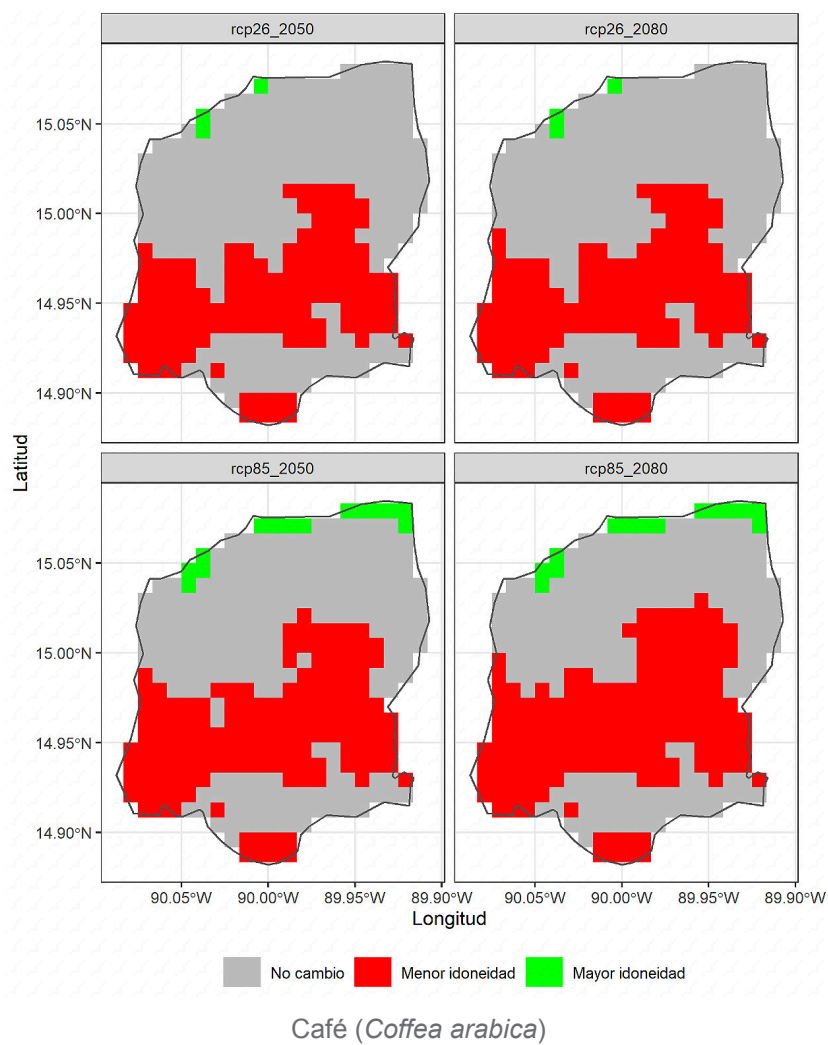 rcp26_2050 rcp26_2080
15.05°N
15.00°N
14.95°N
14.90°N
Latitud
rcp85_2050 rcp85_2080
15.05°N
15.00°N
14.95°N
14.90°N
90.05°W 90.00°W 89.95°W 89.90°W 90.05°W 90.00°W 89.95°W 89.90°W
Longitud
No cambio Menor idoneidad Mayor idoneidad
Café (Coffea arabica)